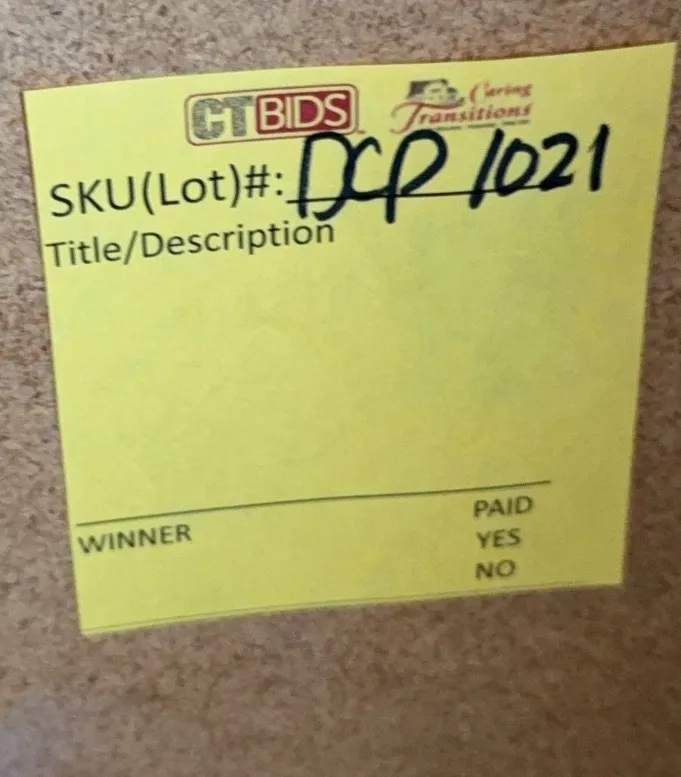 CTBIDS Caring
Transitions
SKU(Lot)#: DCP 1021
Title/Description
WINNER PAID
YES
NO